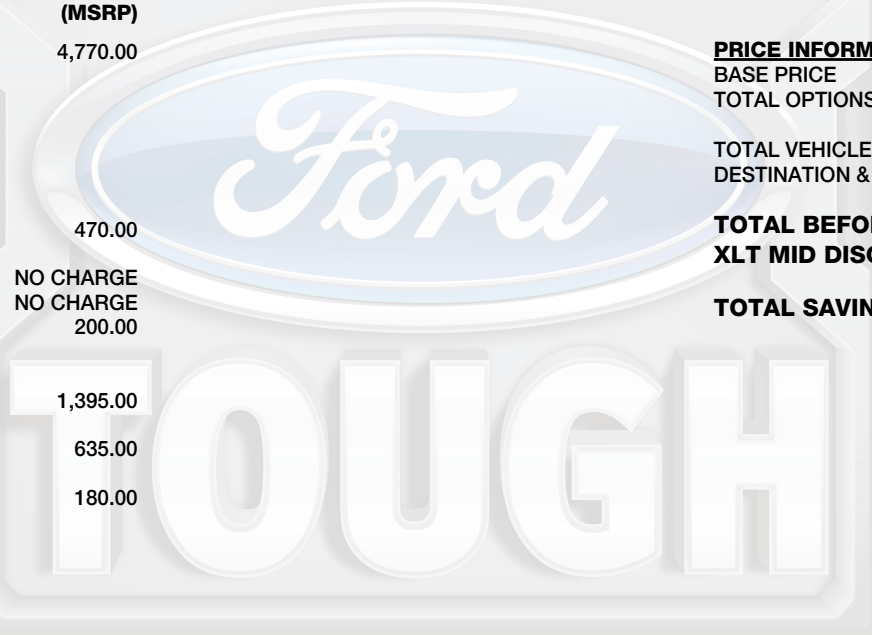 (MSRP)
4,770.00
470.00
NO CHARGE
NO CHARGE
200.00
1,395.00
635.00
180.00
PRICE INFORM
BASE PRICE
TOTAL OPTIONS
TOTAL VEHICLE
DESTINATION &
TOTAL BEFO
XLT MID DISC
TOTAL SAVIN
Ford
TOUGH